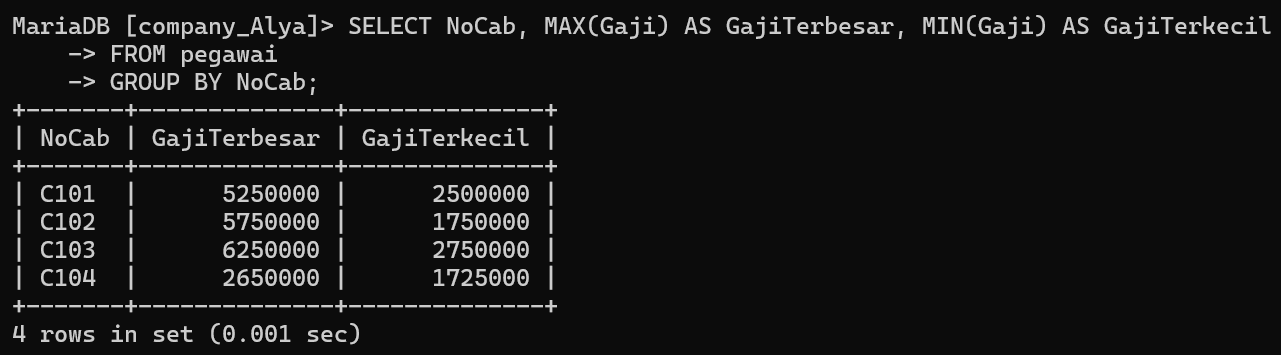 MariaDB [company_Alya]> SELECT NoCab, MAX(Gaji) AS GajiTerbesar, MIN(Gaji) AS GajiTerkecil
    -> FROM pegawai
    -> GROUP BY NoCab;
+-------+--------------+--------------+
| NoCab | GajiTerbesar | GajiTerkecil |
+-------+--------------+--------------+
| C101  |      5250000 |      2500000 |
| C102  |      5750000 |      1750000 |
| C103  |      6250000 |      2750000 |
| C104  |      2650000 |      1725000 |
+-------+--------------+--------------+
4 rows in set (0.001 sec)